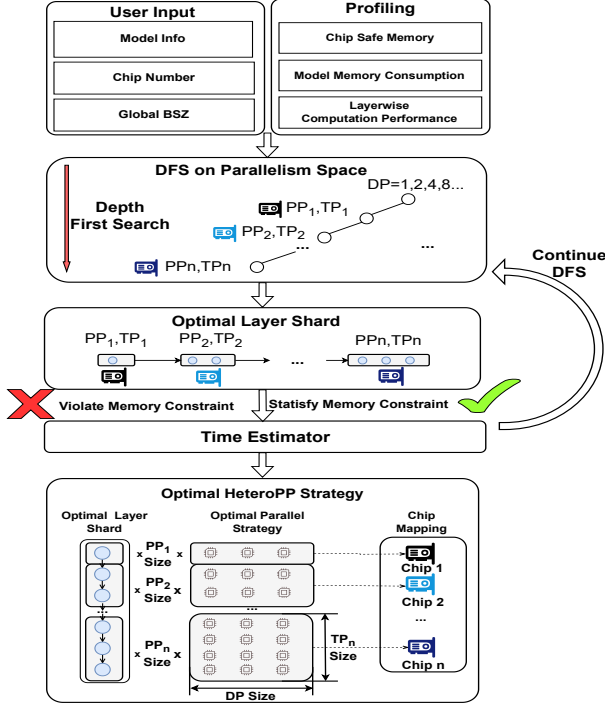 User Input
Model Info
Chip Number
Global BSZ
Profiling
Chip Safe Memory
Model Memory Consumption
Layerwise
Computation Performance
DFS on Parallelism Space
DP=1,2,4,8...
Depth
First Search
PP1,TP1
PP2,TP2
...
...
PPn,TPn
Continue
DFS
Optimal Layer Shard
PP1,TP1
PP2,TP2
PPn,TPn
...
Violate Memory Constraint
Statisfy Memory Constraint
Time Estimator
Optimal HeteroPP Strategy
Optimal Layer
Shard
Optimal Parallel
Strategy
Chip
Mapping
x PP1 x
Size
Chip 1
x PP2 x
Size
Chip 2
...
...
...
x PPn x
Size
TPn
Size
Chip n
DP Size